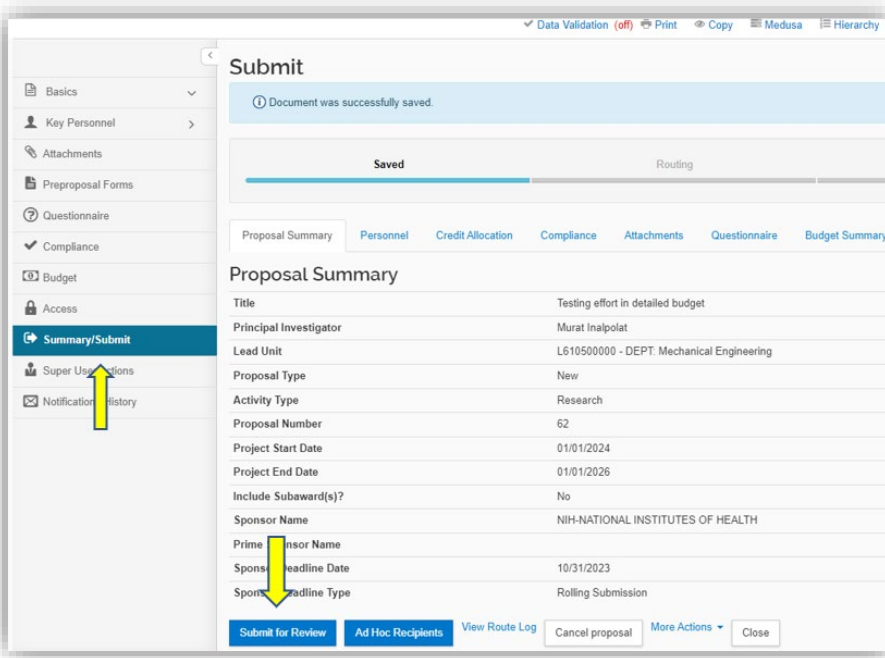 Data Validation (off) Print Copy Medusa Hierarchy
Submit
Document was successfully saved.
Basics
Key Personnel
Attachments
Preproposal Forms
Questionnaire
Compliance
Budget
Access
Summary/Submit
Super User
Notification History
Saved Routing
Proposal Summary Personnel Credit Allocation Compliance Attachments Questionnaire Budget Summary
Proposal Summary
Title Testing effort in detailed budget
Principal Investigator Murat Inalpolat
Lead Unit L610500000 - DEPT: Mechanical Engineering
Proposal Type New
Activity Type Research
Proposal Number 62
Project Start Date 01/01/2024
Project End Date 01/01/2026
Include Subaward(s)? No
Sponsor Name NIH-NATIONAL INSTITUTES OF HEALTH
Prime Sponsor Name
Sponsor Deadline Date 10/31/2023
Sponsor Deadline Type Rolling Submission
Submit for Review Ad Hoc Recipients View Route Log Cancel proposal More Actions Close